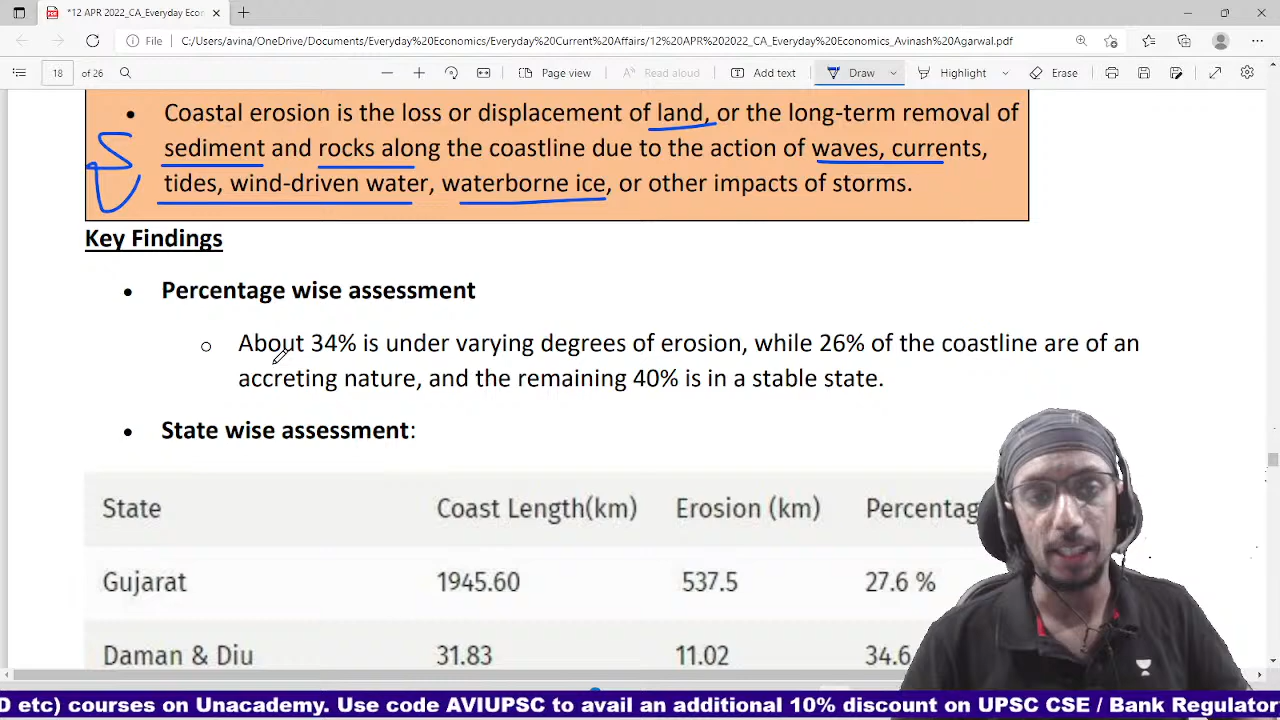 *12 APR 2022_CA_Everyday Econ
File C:/Users/avina/OneDrive/Documents/Everyday%20Economics/Everyday%20Current%20Affairs/12%20APR%202022_CA_Everyday%20Economics_Avinash%20Agarwal.pdf
18 of 26 Page view Read aloud Add text Draw Highlight Erase
• Coastal erosion is the loss or displacement of land, or the long-term removal of
sediment and rocks along the coastline due to the action of waves, currents,
tides, wind-driven water, waterborne ice, or other impacts of storms.
Key Findings
• Percentage wise assessment
o About 34% is under varying degrees of erosion, while 26% of the coastline are of an
accreting nature, and the remaining 40% is in a stable state.
• State wise assessment:
State Coast Length(km) Erosion (km) Percentag
Gujarat 1945.60 537.5 27.6 %
Daman & Diu 31.83 11.02 34.6
D etc) courses on Unacademy. Use code AVIUPSC to avail an additional 10% discount on UPSC CSE / Bank Regulator